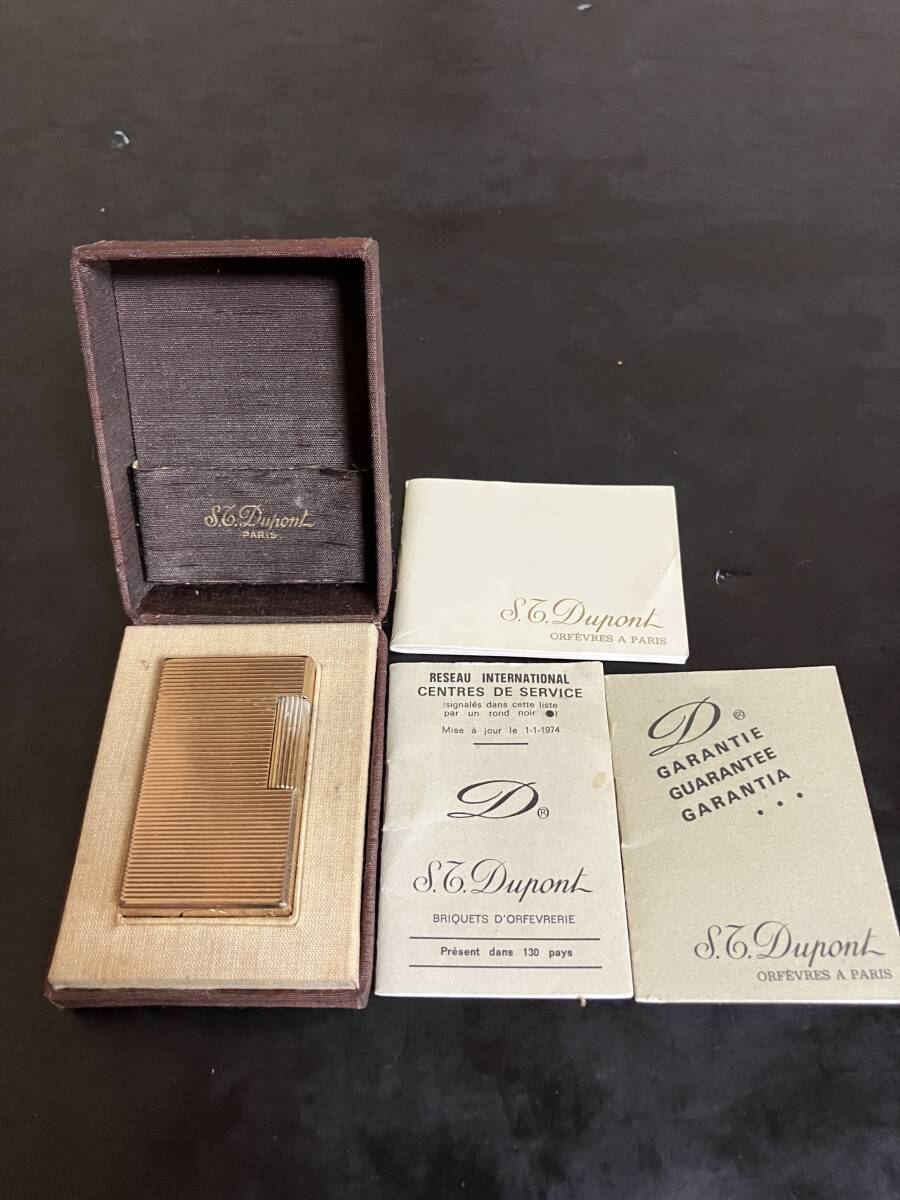 S.T. Dupont
PARIS
S.T. Dupont
ORFÈVRES A PARIS
RESEAU INTERNATIONAL
CENTRES DE SERVICE
(signalés dans cette liste
par un rond noir ●)
Mise à jour le 1-1-1974
D®
S.T. Dupont
BRIQUETS D'ORFEVRERIE
Présent dans 130 pays
D®
GARANTIE
GUARANTEE
GARANTIA
...
S.T. Dupont
ORFÈVRES A PARIS